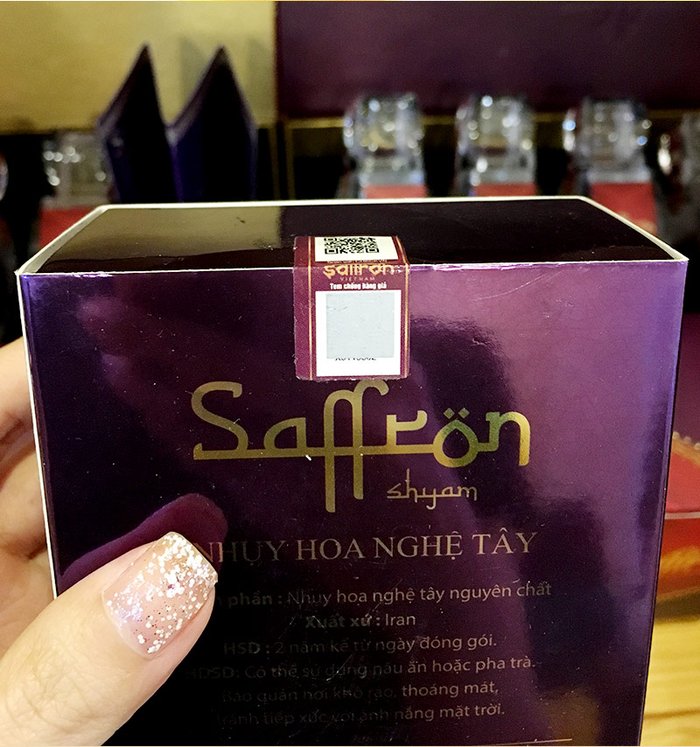 Saffron
VIETNAM
Tem chống hàng giả
Saffron
shyam
NHỤY HOA NGHỆ TÂY
phần : Nhụy hoa nghệ tây nguyên chất
Xuất xứ : Iran
HSD : 2 năm kể từ ngày đóng gói.
HDSD: Có thể sử dụng nấu ăn hoặc pha trà.
Bảo quản nơi khô ráo, thoáng mát,
tránh tiếp xúc với ánh nắng mặt trời.